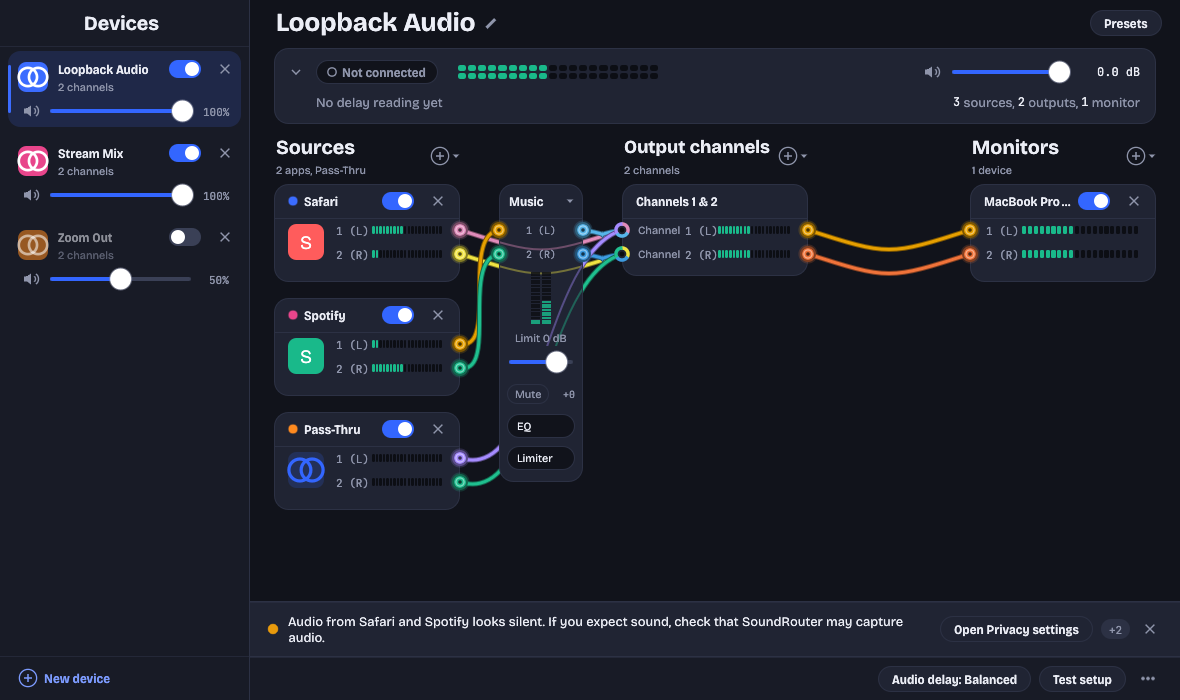 Devices
Loopback Audio
2 channels
100%
Stream Mix
2 channels
100%
Zoom Out
2 channels
50%
New device
Loopback Audio
Presets
Not connected
0.0 dB
No delay reading yet
3 sources, 2 outputs, 1 monitor
Sources
2 apps, Pass-Thru
Safari
S
1 (L)
2 (R)
Spotify
S
1 (L)
2 (R)
Pass-Thru
1 (L)
2 (R)
Music
1 (L)
2 (R)
Limit 0 dB
Mute +0
EQ
Limiter
Output channels
2 channels
Channels 1 & 2
Channel 1 (L)
Channel 2 (R)
Monitors
1 device
MacBook Pro ...
1 (L)
2 (R)
Audio from Safari and Spotify looks silent. If you expect sound, check that SoundRouter may capture
audio.
Open Privacy settings
+2
Audio delay: Balanced
Test setup